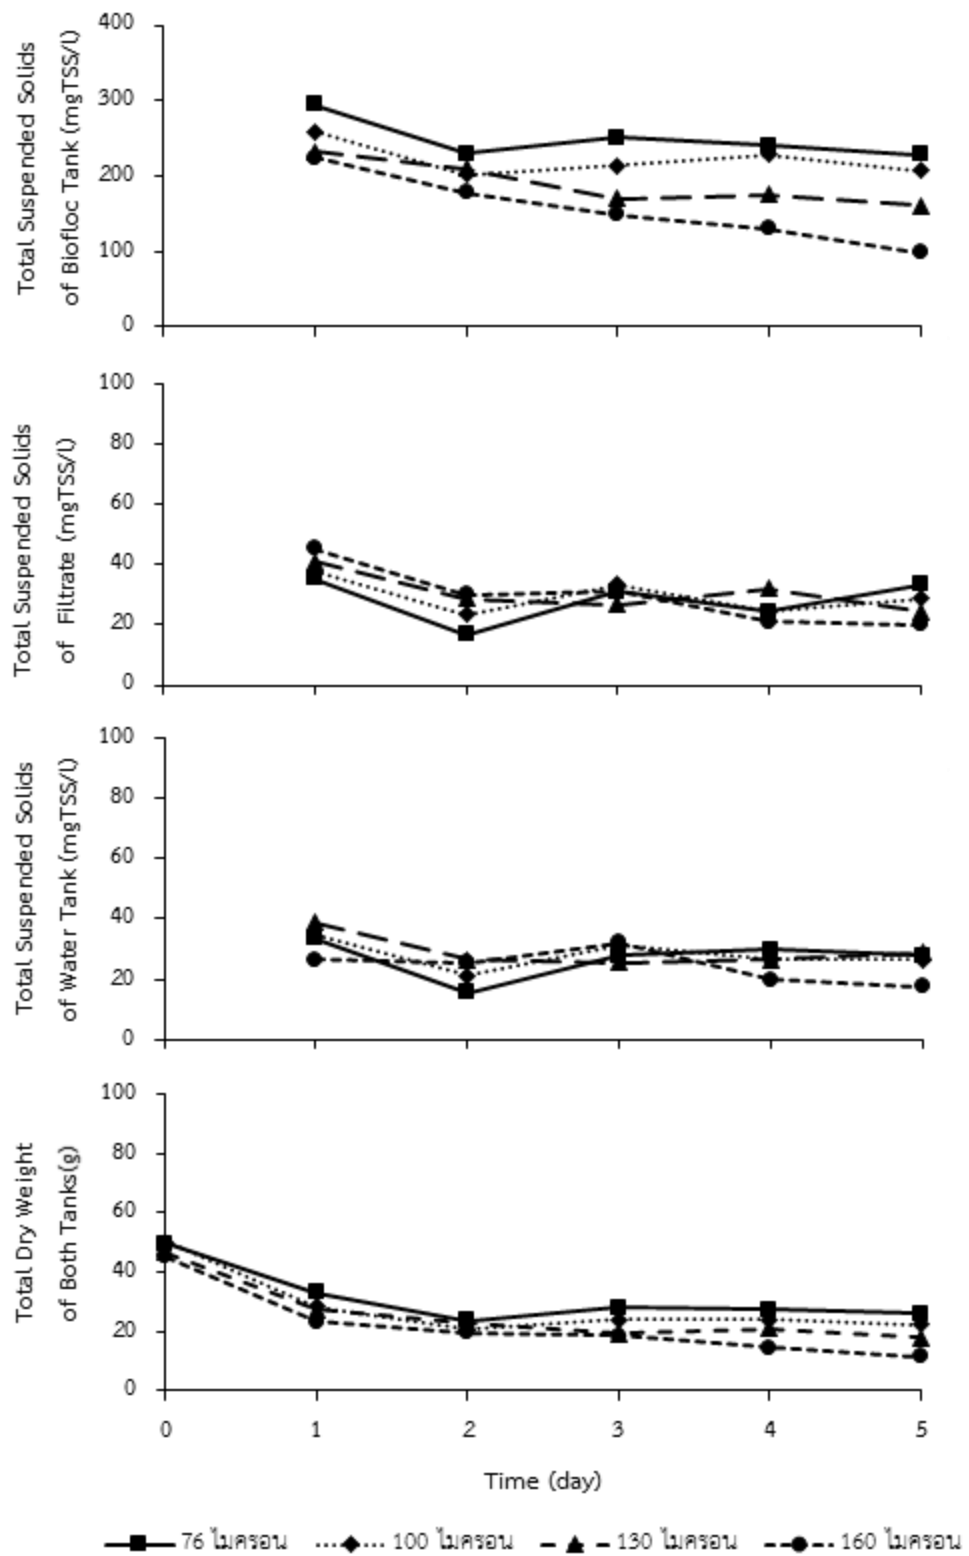 Total Suspended Solids
of Biofloc Tank (mgTSS/l)
400
300
200
100
0
Total Suspended Solids
of Filtrate (mgTSS/l)
100
80
60
40
20
0
Total Suspended Solids
of Water Tank (mgTSS/l)
100
80
60
40
20
0
Total Dry Weight
of Both Tanks(g)
100
80
60
40
20
0
0 1 2 3 4 5
Time (day)
76 ไมครอน 100 ไมครอน 130 ไมครอน 160 ไมครอน